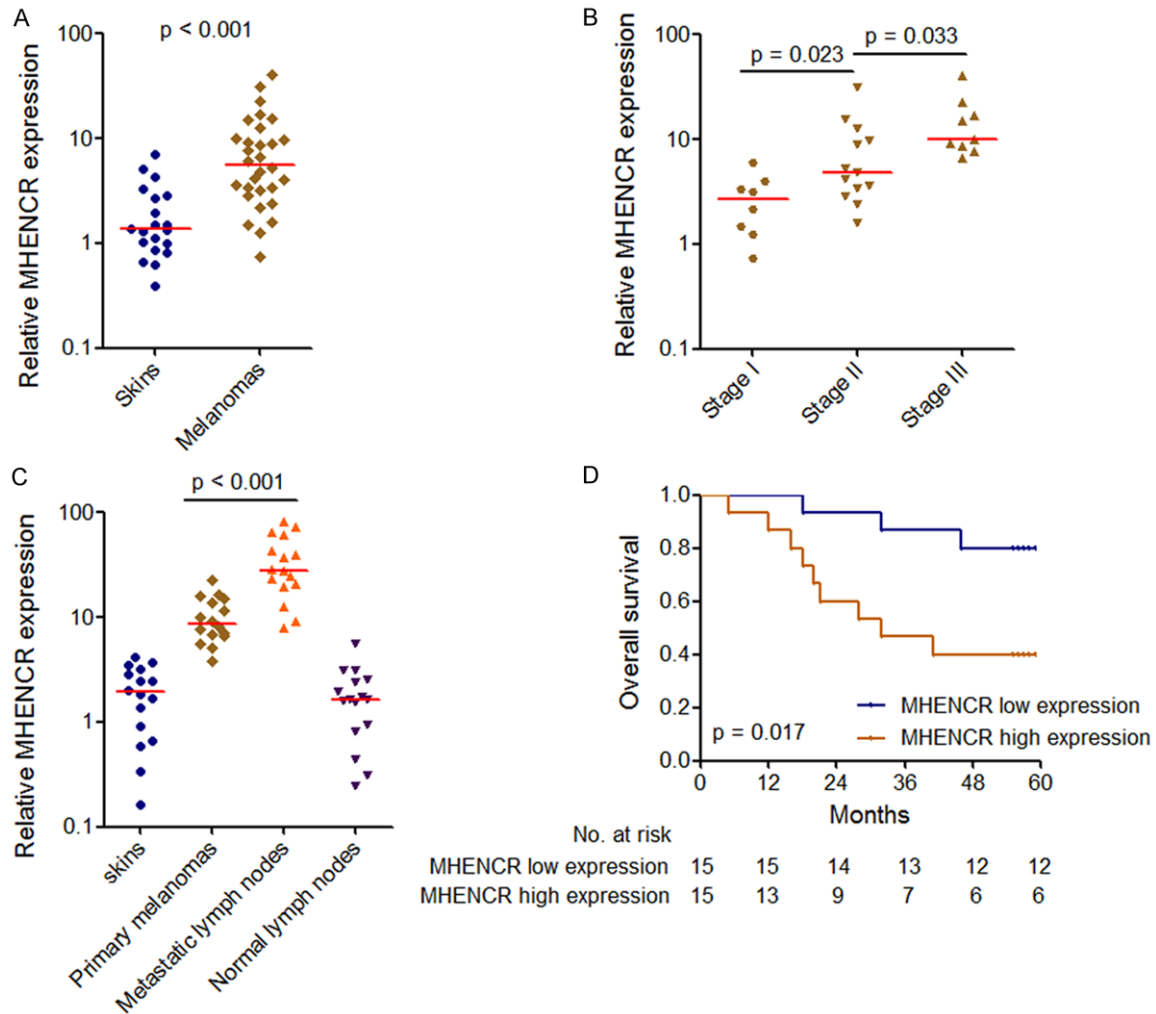 A
p < 0.001
Relative MHENCR expression
100
10
1
0.1
Skins
Melanomas
B
p = 0.023
p = 0.033
Relative MHENCR expression
100
10
1
0.1
Stage I
Stage II
Stage III
C
p < 0.001
Relative MHENCR expression
100
10
1
0.1
skins
Primary melanomas
Metastatic lymph nodes
Normal lymph nodes
D
Overall survival
1.0
0.8
0.6
0.4
0.2
0.0
MHENCR low expression
MHENCR high expression
p = 0.017
0 12 24 36 48 60
Months
No. at risk
MHENCR low expression 15 15 14 13 12 12
MHENCR high expression 15 13 9 7 6 6